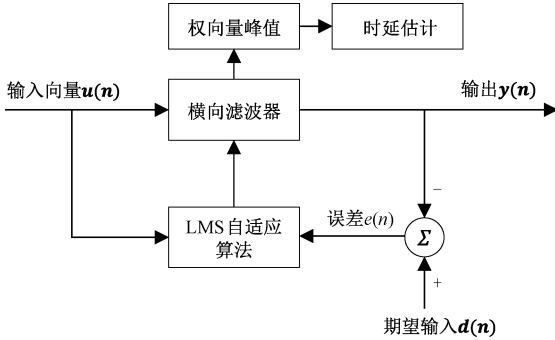 权向量峰值
时延估计
输入向量u(n)
横向滤波器
输出y(n)
−
LMS自适应
算法
误差e(n)
Σ
+
期望输入d(n)